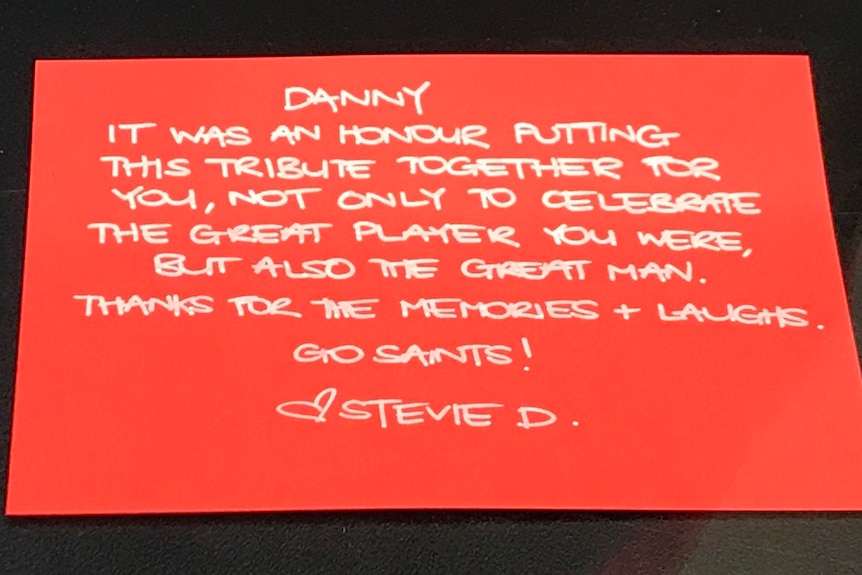 DANNY
IT WAS AN HONOUR PUTTING
THIS TRIBUTE TOGETHER FOR
YOU, NOT ONLY TO CELEBRATE
THE GREAT PLAYER YOU WERE,
BUT ALSO THE GREAT MAN.
THANKS FOR THE MEMORIES + LAUGHS.
GO SAINTS!
♡ STEVIE D.